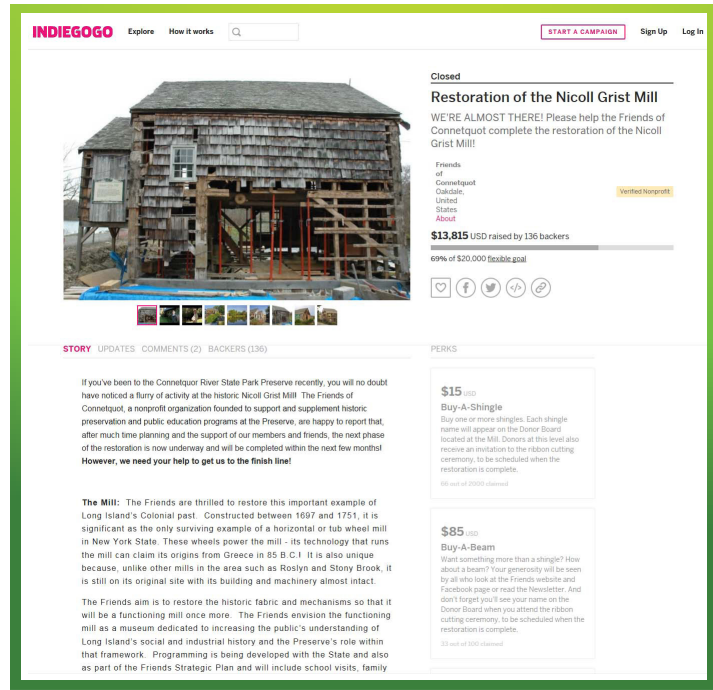 INDIEGOGO Explore How it works START A CAMPAIGN Sign Up Log In
Closed
Restoration of the Nicoll Grist Mill
WE'RE ALMOST THERE! Please help the Friends of
Connetquot complete the restoration of the Nicoll
Grist Mill!
Friends
of
Connetquot
Oakdale,
United
States
About
Verified Nonprofit
$13,815 USD raised by 136 backers
69% of $20,000 flexible goal
STORY UPDATES COMMENTS (2) BACKERS (136)
If you've been to the Connetquor River State Park Preserve recently, you will no doubt
have noticed a flurry of activity at the historic Nicoll Grist Mill! The Friends of
Connetquot, a nonprofit organization founded to support and supplement historic
preservation and public education programs at the Preserve, are happy to report that,
after much time planning and the support of our members and friends, the next phase
of the restoration is now underway and will be completed within the next few months!
However, we need your help to get us to the finish line!
The Mill: The Friends are thrilled to restore this important example of
Long Island's Colonial past. Constructed between 1697 and 1751, it is
significant as the only surviving example of a horizontal or tub wheel mill
in New York State. These wheels power the mill - its technology that runs
the mill can claim its origins from Greece in 85 B.C.! It is also unique
because, unlike other mills in the area such as Roslyn and Stony Brook, it
is still on its original site with its building and machinery almost intact.
The Friends aim is to restore the historic fabric and mechanisms so that it
will be a functioning mill once more. The Friends envision the functioning
mill as a museum dedicated to increasing the public's understanding of
Long Island's social and industrial history and the Preserve's role within
that framework. Programming is being developed with the State and also
as part of the Friends Strategic Plan and will include school visits, family
PERKS
$15 USD
Buy-A-Shingle
Buy one or more shingles. Each shingle
name will appear on the Donor Board
located at the Mill. Donors at this level also
receive an invitation to the ribbon cutting
ceremony, to be scheduled when the
restoration is complete.
66 out of 2000 claimed
$85 USD
Buy-A-Beam
Want something more than a shingle? How
about a beam? Your generosity will be seen
by all who look at the Friends website and
Facebook page or read the Newsletter. And
don't forget you'll see your name on the
Donor Board when you attend the ribbon
cutting ceremony, to be scheduled when the
restoration is complete.
33 out of 100 claimed